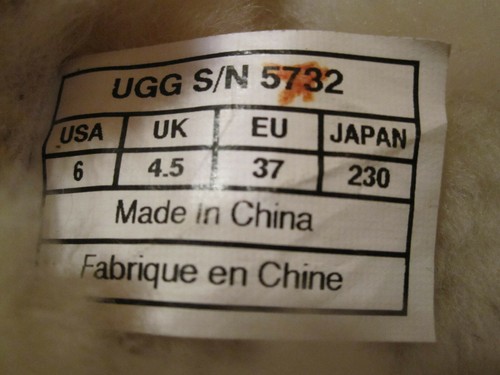 UGG S/N 5732
USA UK EU JAPAN
6 4.5 37 230
Made In China
Fabrique en Chine